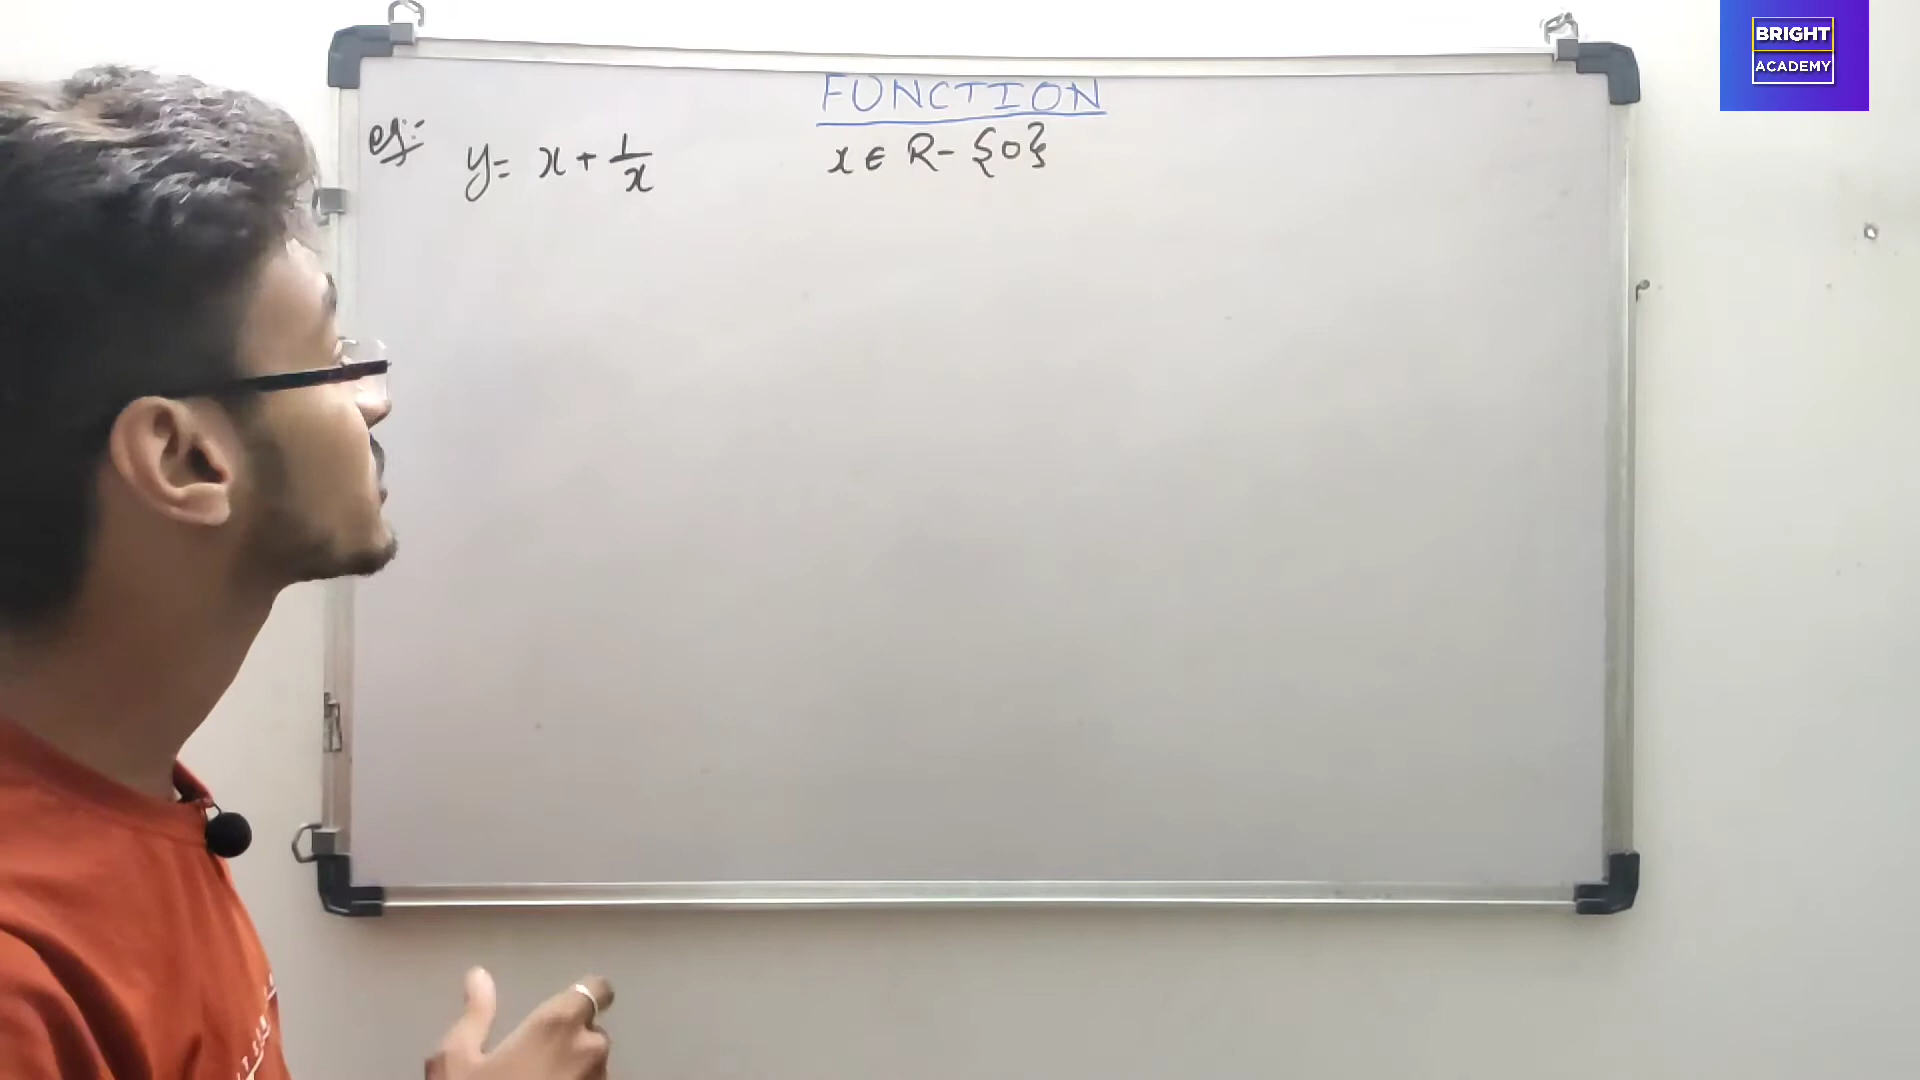 BRIGHT
ACADEMY
FUNCTION
eg:-
y = x + 1/x
x ∈ R - {0}